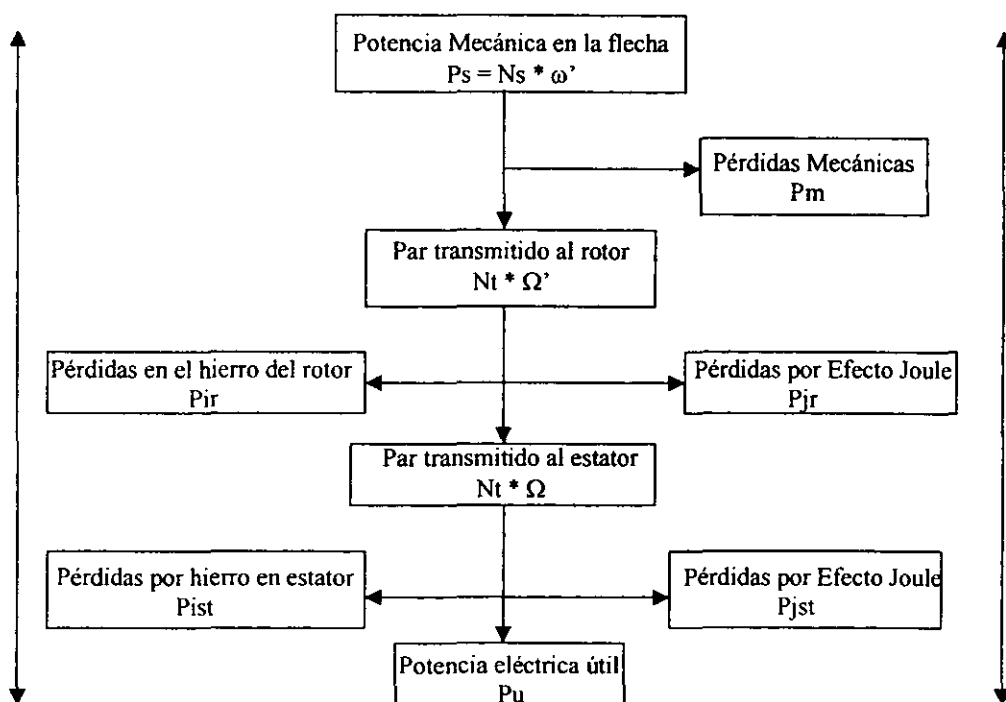 Potencia Mecánica en la flecha
Ps = Ns * ω’
Pérdidas Mecánicas
Pm
Par transmitido al rotor
Nt * Ω’
Pérdidas en el hierro del rotor
Pir
Pérdidas por Efecto Joule
Pjr
Par transmitido al estator
Nt * Ω
Pérdidas por hierro en estator
Pist
Pérdidas por Efecto Joule
Pjst
Potencia eléctrica útil
Pu